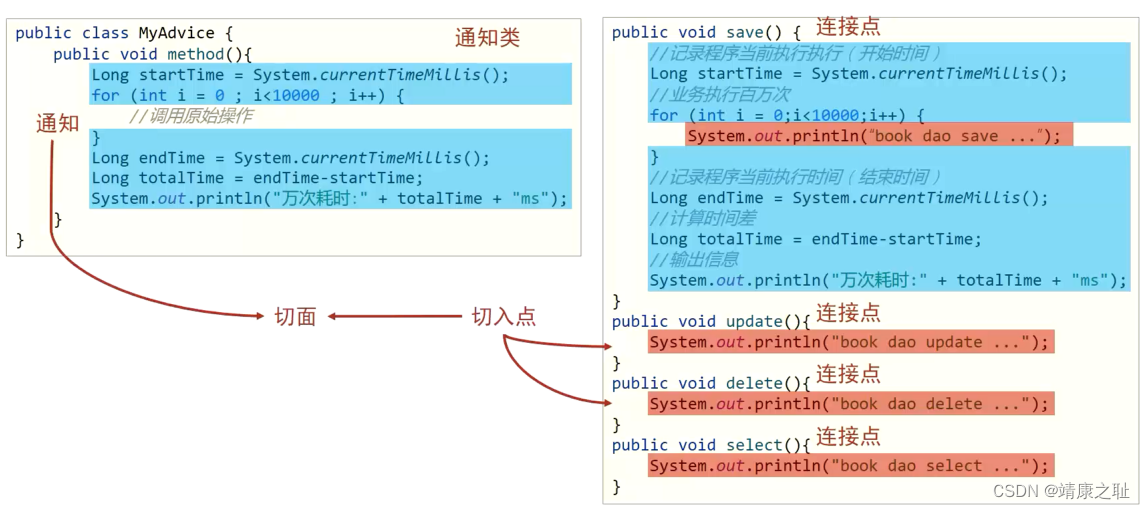 public class MyAdvice {
通知类
public void method(){
Long startTime = System.currentTimeMillis();
for (int i = 0 ; i<10000 ; i++) {
//调用原始操作
通知
}
Long endTime = System.currentTimeMillis();
Long totalTime = endTime-startTime;
System.out.println("万次耗时:" + totalTime + "ms");
}
}
切面
切入点
public void save() {
连接点
//记录程序当前执行执行（开始时间）
Long startTime = System.currentTimeMillis();
//业务执行百万次
for (int i = 0;i<10000;i++) {
System.out.println(“book dao save ...”);
}
//记录程序当前执行时间（结束时间）
Long endTime = System.currentTimeMillis();
//计算时间差
Long totalTime = endTime-startTime;
//输出信息
System.out.println("万次耗时:" + totalTime + "ms");
}
public void update(){
连接点
System.out.println("book dao update ...");
}
public void delete(){
连接点
System.out.println("book dao delete ...");
}
public void select(){
连接点
System.out.println("book dao select ...");
}
CSDN @靖康之耻